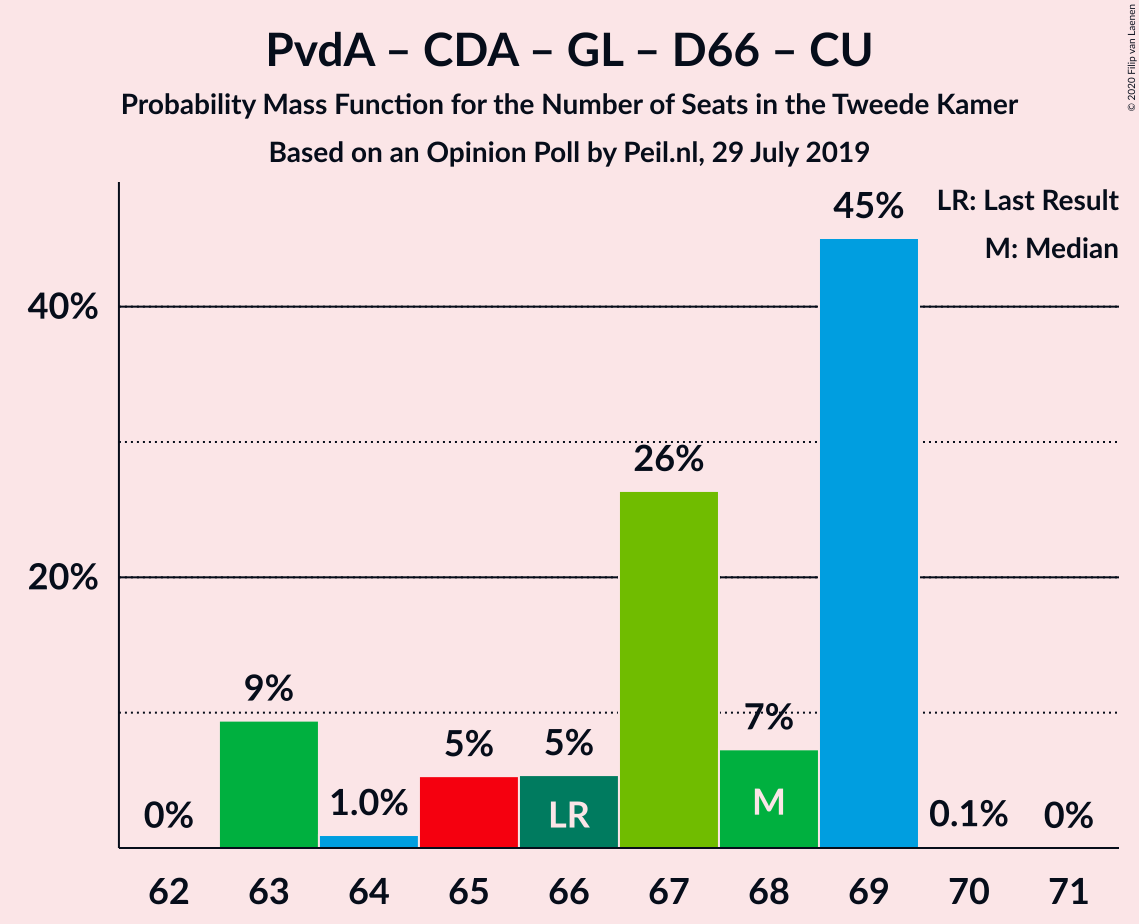 PvdA – CDA – GL – D66 – CU
Probability Mass Function for the Number of Seats in the Tweede Kamer
Based on an Opinion Poll by Peil.nl, 29 July 2019
© 2020 Filip van Laenen
LR: Last Result
M: Median
40%
20%
0%
9%
1.0%
5%
5%
26%
7%
45%
0.1%
0%
LR
M
62 63 64 65 66 67 68 69 70 71